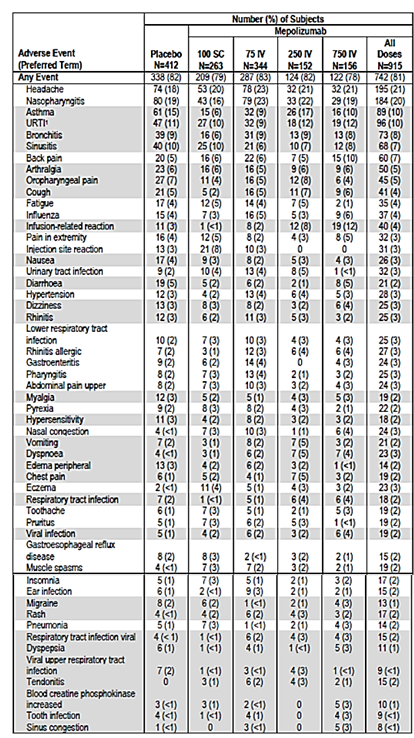 Number (%) of Subjects
Mepolizumab
Adverse Event (Preferred Term) Placebo N=412 100 SC N=263 75 IV N=344 250 IV N=152 750 IV N=156 All Doses N=915
Any Event 338 (82) 209 (79) 287 (83) 124 (82) 122 (78) 742 (81)
Headache 74 (18) 53 (20) 78 (23) 32 (21) 32 (21) 195 (21)
Nasopharyngitis 80 (19) 43 (16) 79 (23) 33 (22) 29 (19) 184 (20)
Asthma 61 (15) 15 (6) 32 (9) 26 (17) 16 (10) 89 (10)
URTI 47 (11) 27 (10) 32 (9) 18 (12) 19 (12) 96 (10)
Bronchitis 39 (9) 16 (6) 31 (9) 13 (9) 13 (8) 73 (8)
Sinusitis 40 (10) 25 (10) 21 (6) 10 (7) 12 (8) 68 (7)
Back pain 20 (5) 16 (6) 22 (6) 7 (5) 15 (10) 60 (7)
Arthralgia 23 (6) 16 (6) 16 (5) 9 (6) 9 (6) 50 (5)
Oropharyngeal pain 27 (7) 11 (4) 16 (5) 12 (8) 6 (4) 45 (5)
Cough 21 (5) 5 (2) 16 (5) 11 (7) 9 (6) 41 (4)
Fatigue 17 (4) 12 (5) 14 (4) 7 (5) 2 (1) 35 (4)
Influenza 15 (4) 7 (3) 16 (5) 5 (3) 9 (6) 37 (4)
Infusion-related reaction 11 (3) 1 (<1) 8 (2) 12 (8) 19 (12) 40 (4)
Pain in extremity 16 (4) 12 (5) 8 (2) 4 (3) 8 (5) 32 (3)
Injection site reaction 13 (3) 21 (8) 10 (3) 0 0 31 (3)
Nausea 17 (4) 9 (3) 8 (2) 5 (3) 4 (3) 26 (3)
Urinary tract infection 9 (2) 10 (4) 13 (4) 8 (5) 1 (<1) 32 (3)
Diarrhoea 19 (5) 5 (2) 6 (2) 2 (1) 8 (5) 21 (2)
Hypertension 12 (3) 4 (2) 13 (4) 6 (4) 5 (3) 28 (3)
Dizziness 13 (3) 8 (3) 8 (2) 3 (2) 6 (4) 25 (3)
Rhinitis 12 (3) 6 (2) 11 (3) 5 (3) 3 (2) 25 (3)
Lower respiratory tract
infection 10 (2) 7 (3) 10 (3) 4 (3) 4 (3) 25 (3)
Rhinitis allergic 7 (2) 3 (1) 12 (3) 6 (4) 6 (4) 27 (3)
Gastroenteritis 9 (2) 6 (2) 14 (4) 0 4 (3) 24 (3)
Pharyngitis 8 (2) 7 (3) 13 (4) 2 (1) 3 (2) 25 (3)
Abdominal pain upper 8 (2) 7 (3) 10 (3) 3 (2) 4 (3) 24 (3)
Myalgia 12 (3) 5 (2) 5 (1) 4 (3) 5 (3) 19 (2)
Pyrexia 9 (2) 8 (3) 8 (2) 4 (3) 2 (1) 22 (2)
Hypersensitivity 11 (3) 4 (2) 8 (2) 3 (2) 3 (2) 18 (2)
Nasal congestion 4 (<1) 7 (3) 10 (3) 1 (1) 6 (4) 24 (3)
Vomiting 7 (2) 3 (1) 8 (2) 7 (5) 3 (2) 21 (2)
Dyspnoea 4 (<1) 3 (1) 6 (2) 7 (5) 7 (4) 23 (3)
Edema peripheral 13 (3) 4 (2) 6 (2) 3 (2) 1 (<1) 14 (2)
Chest pain 6 (1) 5 (2) 4 (1) 7 (5) 3 (2) 19 (2)
Eczema 2 (<1) 11 (4) 5 (1) 4 (3) 3 (2) 23 (3)
Respiratory tract infection 7 (2) 1 (<1) 5 (1) 6 (4) 6 (4) 18 (2)
Toothache 6 (1) 7 (3) 5 (1) 2 (1) 5 (3) 19 (2)
Pruritus 5 (1) 7 (3) 6 (2) 5 (3) 1 (<1) 19 (2)
Viral infection 5 (1) 4 (2) 6 (2) 3 (2) 6 (4) 19 (2)
Gastroesophageal reflux
disease 8 (2) 8 (3) 2 (<1) 3 (2) 2 (1) 15 (2)
Muscle spasms 4 (<1) 7 (3) 7 (2) 3 (2) 2 (1) 19 (2)
Insomnia 5 (1) 7 (3) 5 (1) 2 (1) 3 (2) 17 (2)
Ear infection 6 (1) 2 (<1) 9 (3) 2 (1) 2 (1) 15 (2)
Migraine 8 (2) 6 (2) 1 (<1) 2 (1) 4 (3) 13 (1)
Rash 4 (<1) 4 (2) 6 (2) 4 (3) 3 (2) 17 (2)
Pneumonia 5 (1) 7 (3) 1 (<1) 2 (1) 4 (2) 14 (2)
Respiratory tract infection viral 4 (< 1) 1 (<1) 6 (2) 4 (3) 4 (3) 15 (2)
Dyspepsia 6 (1) 1 (<1) 4 (1) 1 (<1) 5 (3) 11 (1)
Viral upper respiratory tract
infection 7 (2) 1 (<1) 3 (<1) 4 (3) 1 (<1) 9 (<1)
Tendonitis 0 3 (1) 6 (2) 4 (3) 2 (1) 15 (2)
Blood creatine phosphokinase
increased 3 (<1) 3 (1) 2 (<1) 0 5 (3) 10 (1)
Tooth infection 4 (<1) 1 (<1) 4 (1) 0 4 (3) 9 (<1)
Sinus congestion 1 (<1) 0 3 (<1) 0 5 (3) 8 (<1)